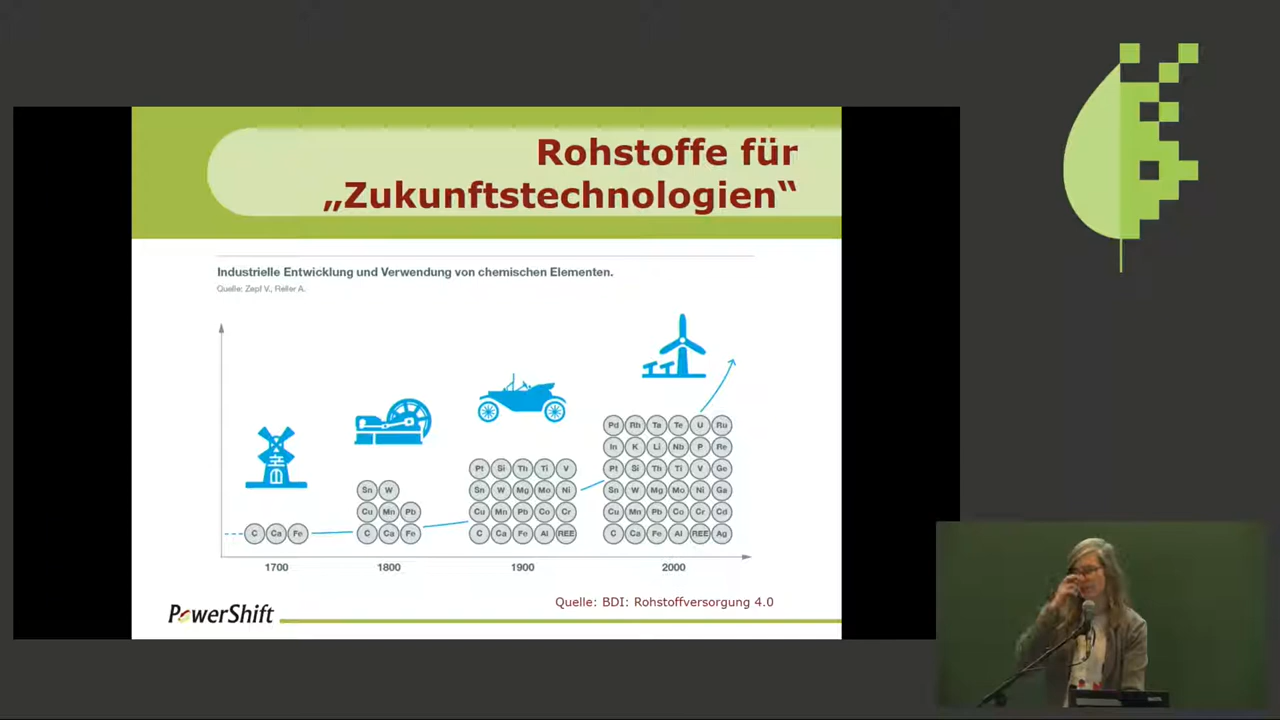 Rohstoffe für
„Zukunftstechnologien“
Industrielle Entwicklung und Verwendung von chemischen Elementen.
Quelle: Zepf V., Reller A.
Pd Rh Ta Te U Ru
In K Li Nb P Re
Pt Si Th Ti V
Pt Si Th Ti V Ge
Sn W
Sn W Mg Mo Ni
Sn W Mg Mo Ni Ga
Cu Mn Pb
Cu Mn Pb Co Cr
Cu Mn Pb Co Cr Cd
C Ca Fe
C Ca Fe
C Ca Fe Al REE
C Ca Fe Al REE Ag
1700 1800 1900 2000
Quelle: BDI: Rohstoffversorgung 4.0
PowerShift